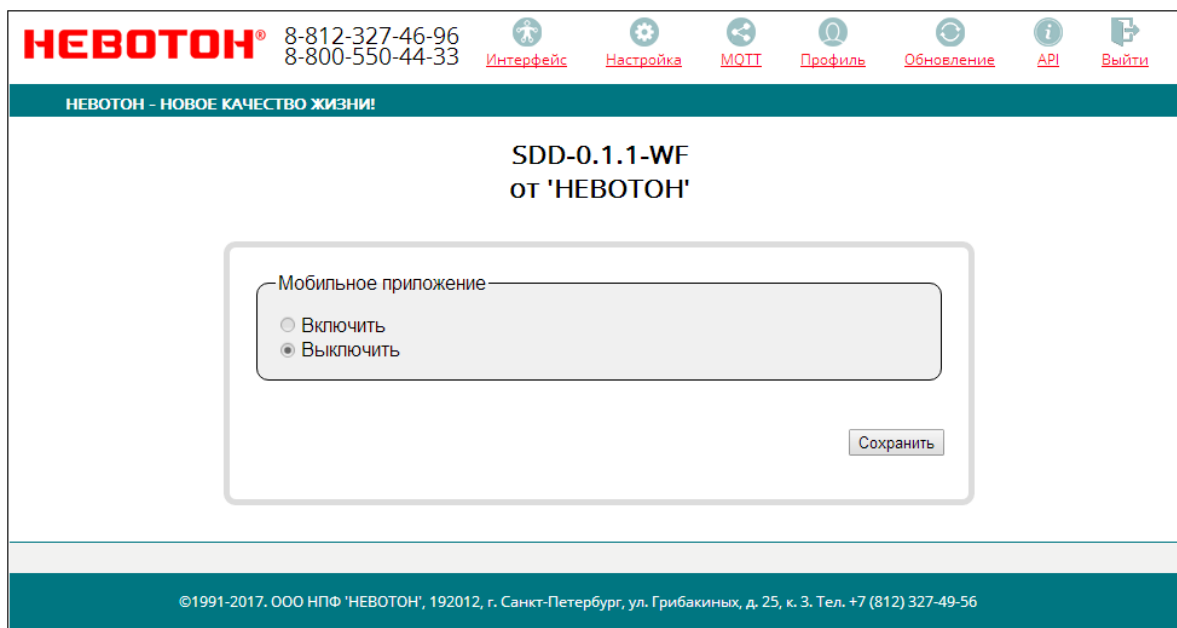 НЕВОТОН®
8-812-327-46-96
8-800-550-44-33
Интерфейс
Настройка
MQTT
Профиль
Обновление
API
Выйти
НЕВОТОН - НОВОЕ КАЧЕСТВО ЖИЗНИ!
SDD-0.1.1-WF
от 'НЕВОТОН'
Мобильное приложение
Включить
Выключить
Сохранить
©1991-2017. ООО НПФ 'НЕВОТОН', 192012, г. Санкт-Петербург, ул. Грибакиных, д. 25, к. 3. Тел. +7 (812) 327-49-56